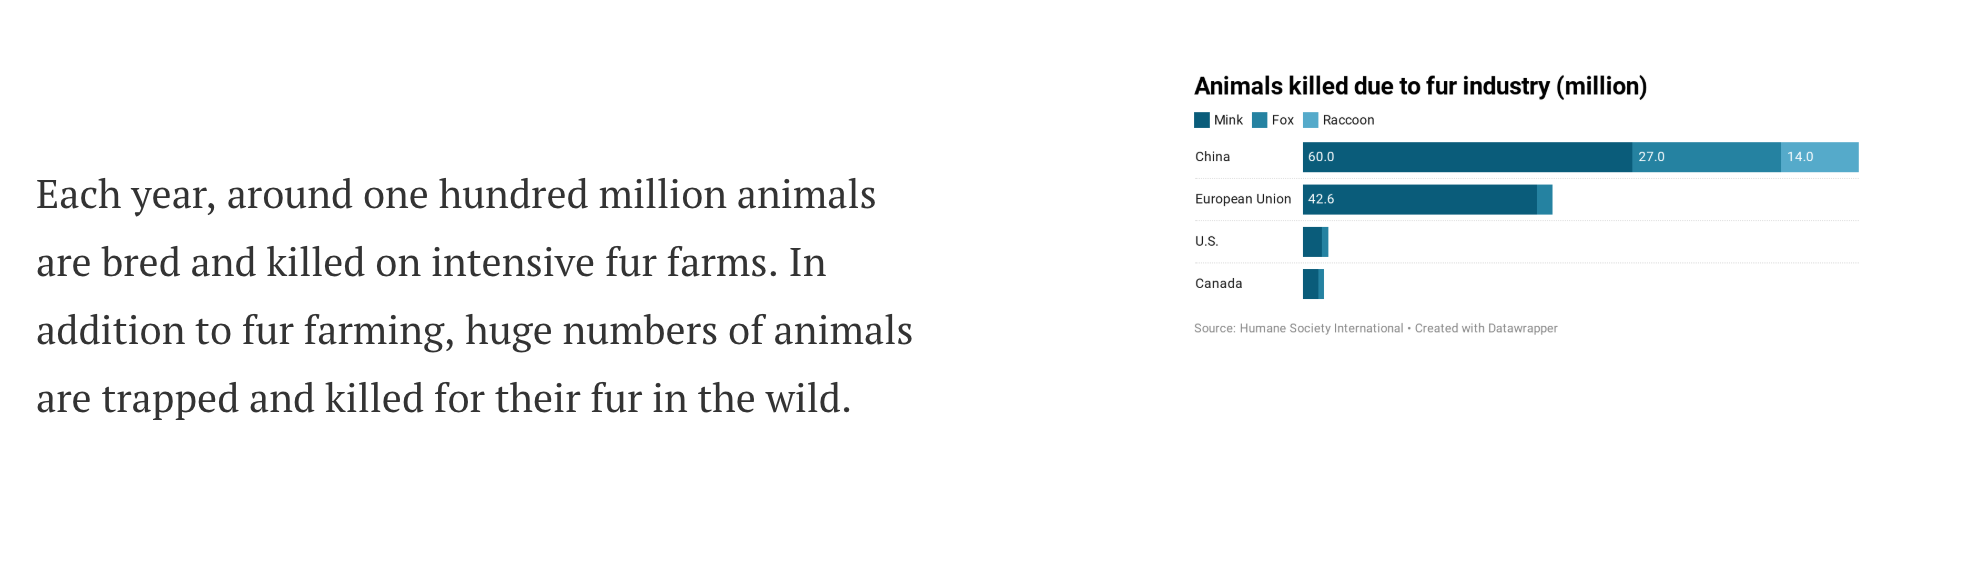 Each year, around one hundred million animals
are bred and killed on intensive fur farms. In
addition to fur farming, huge numbers of animals
are trapped and killed for their fur in the wild.
Animals killed due to fur industry (million)
Mink Fox Raccoon
China 60.0 27.0 14.0
European Union 42.6
U.S.
Canada
Source: Humane Society International • Created with Datawrapper